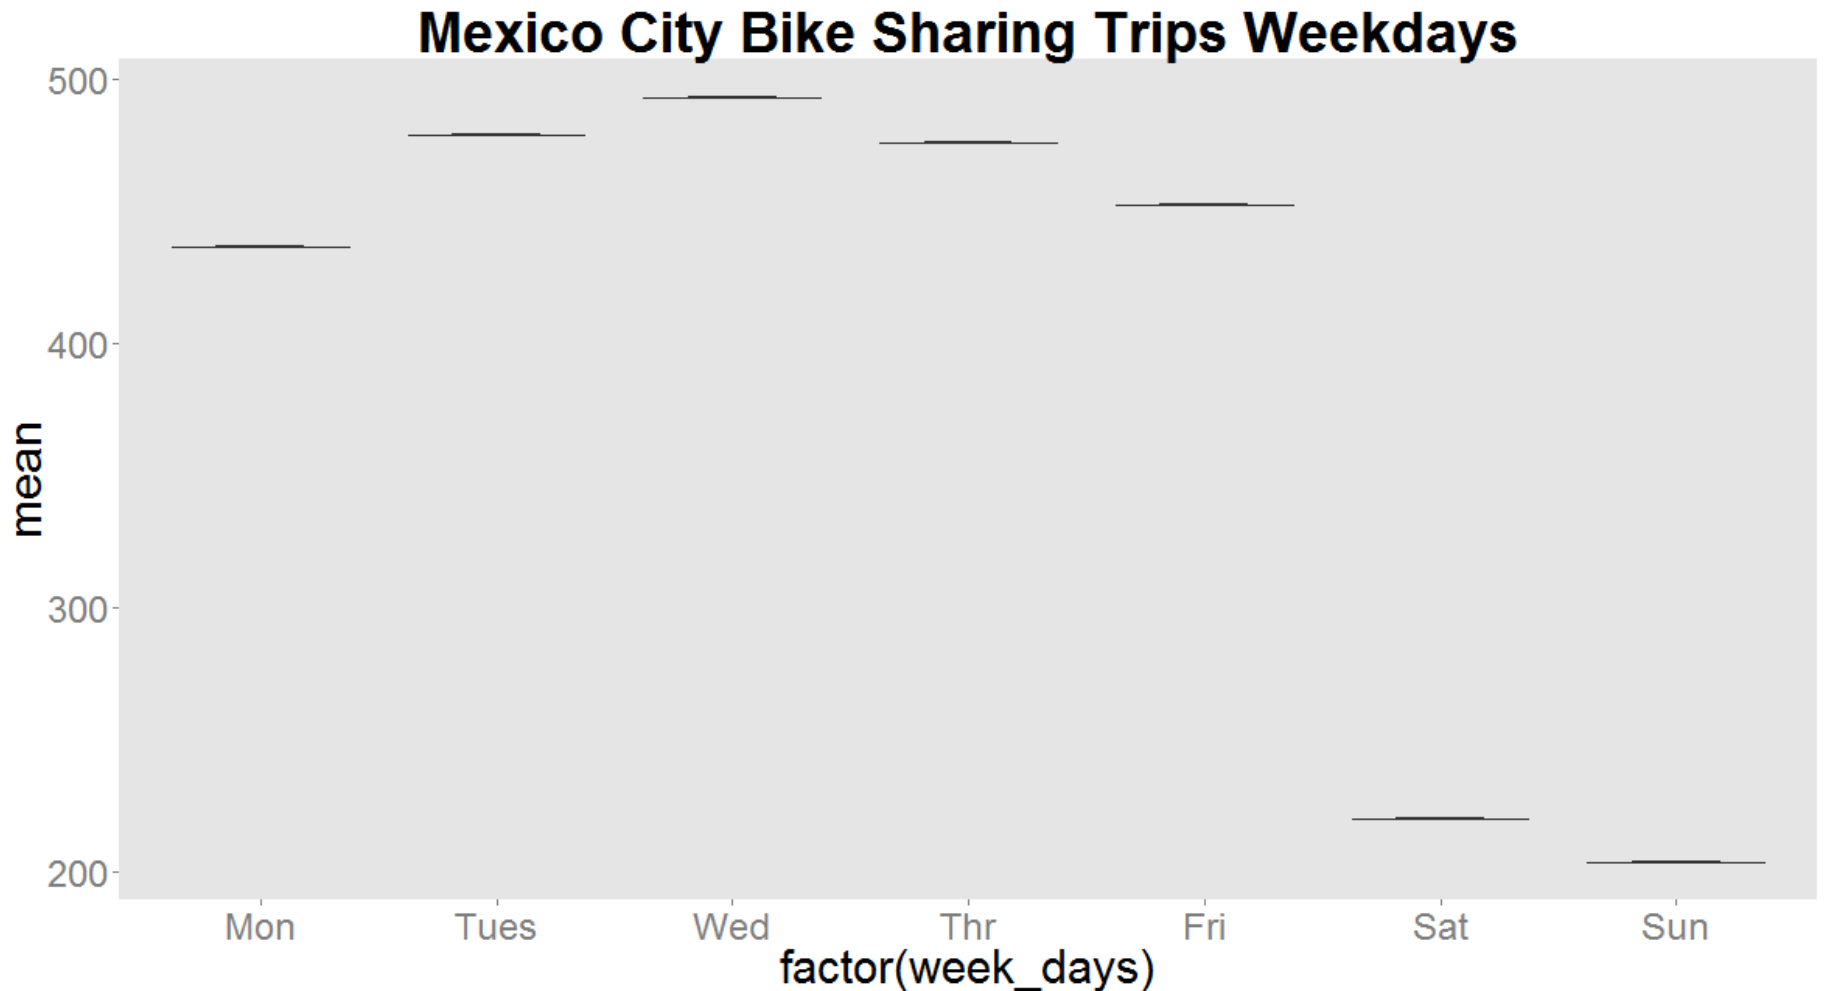 Mexico City Bike Sharing Trips Weekdays
500
400
300
200
mean
Mon Tues Wed Thr Fri Sat Sun
factor(week_days)